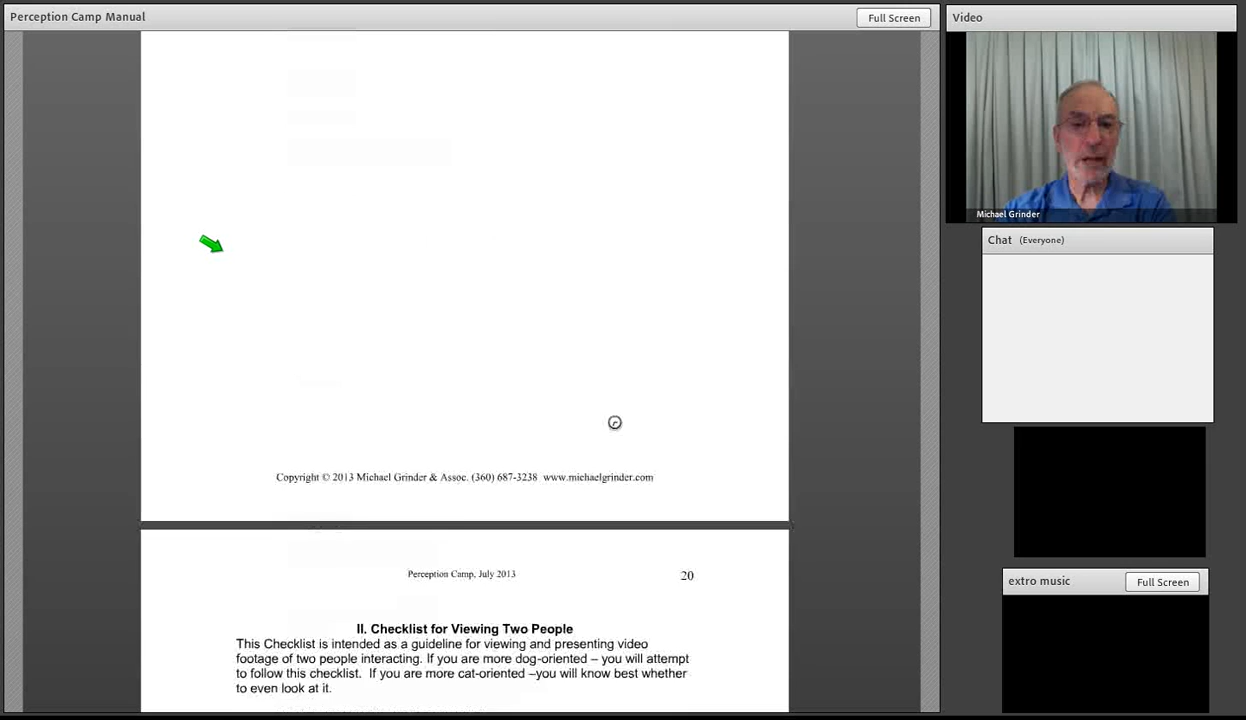 Perception Camp Manual
Full Screen
Video
Michael Grinder
Chat (Everyone)
Copyright © 2013 Michael Grinder & Assoc. (360) 687-3238 www.michaelgrinder.com
Perception Camp, July 2013
20
II. Checklist for Viewing Two People
This Checklist is intended as a guideline for viewing and presenting video
footage of two people interacting. If you are more dog-oriented – you will attempt
to follow this checklist. If you are more cat-oriented –you will know best whether
to even look at it.
extro music
Full Screen